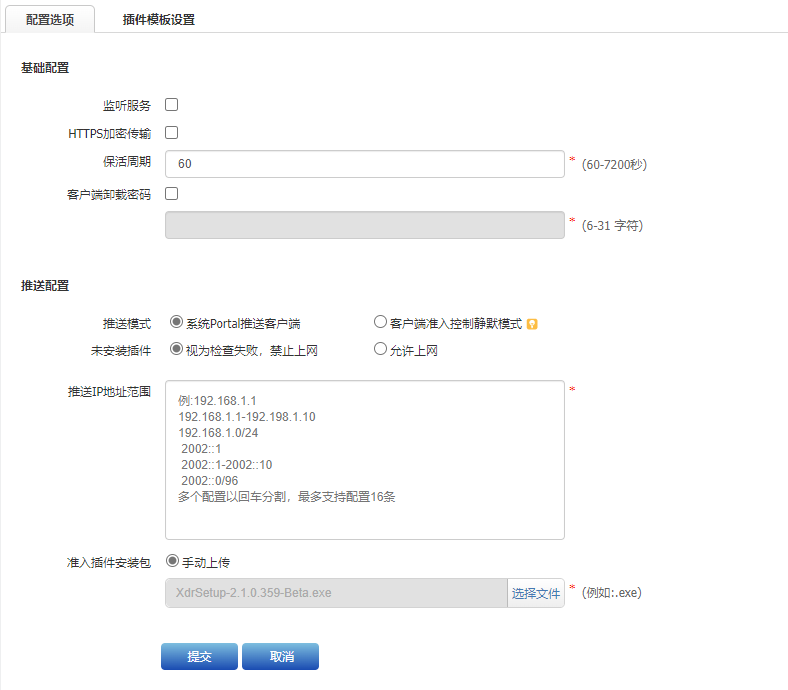 配置选项 插件模板设置
基础配置
监听服务
HTTPS加密传输
保活周期 60 * (60-7200秒)
客户端卸载密码
* (6-31 字符)
推送配置
推送模式 系统Portal推送客户端 客户端准入控制静默模式
未安装插件 视为检查失败，禁止上网 允许上网
推送IP地址范围 例:192.168.1.1 *
192.168.1.1-192.198.1.10
192.168.1.0/24
2002::1
2002::1-2002::10
2002::0/96
多个配置以回车分割，最多支持配置16条
准入插件安装包 手动上传
XdrSetup-2.1.0.359-Beta.exe 选择文件 * (例如:.exe)
提交 取消